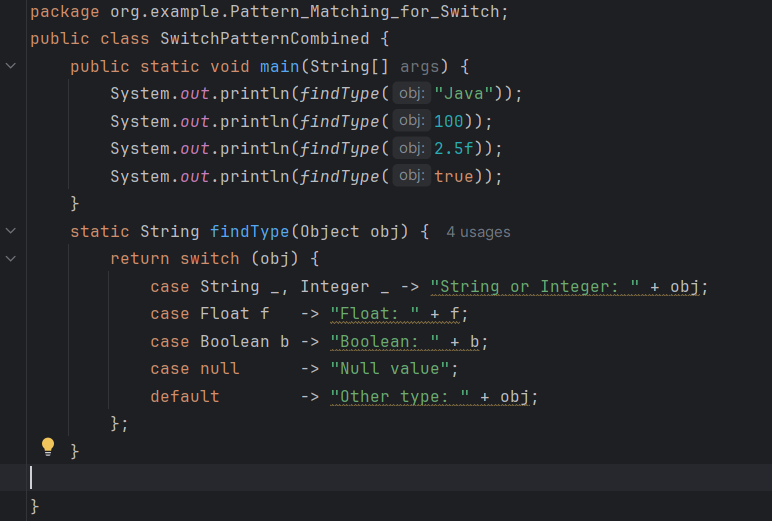 package org.example.Pattern_Matching_for_Switch;
public class SwitchPatternCombined {
    public static void main(String[] args) {
        System.out.println(findType( obj: "Java"));
        System.out.println(findType( obj: 100));
        System.out.println(findType( obj: 2.5f));
        System.out.println(findType( obj: true));
    }
    static String findType(Object obj) {  4 usages
        return switch (obj) {
            case String _, Integer _ -> "String or Integer: " + obj;
            case Float f   -> "Float: " + f;
            case Boolean b -> "Boolean: " + b;
            case null      -> "Null value";
            default        -> "Other type: " + obj;
        };
    }
}